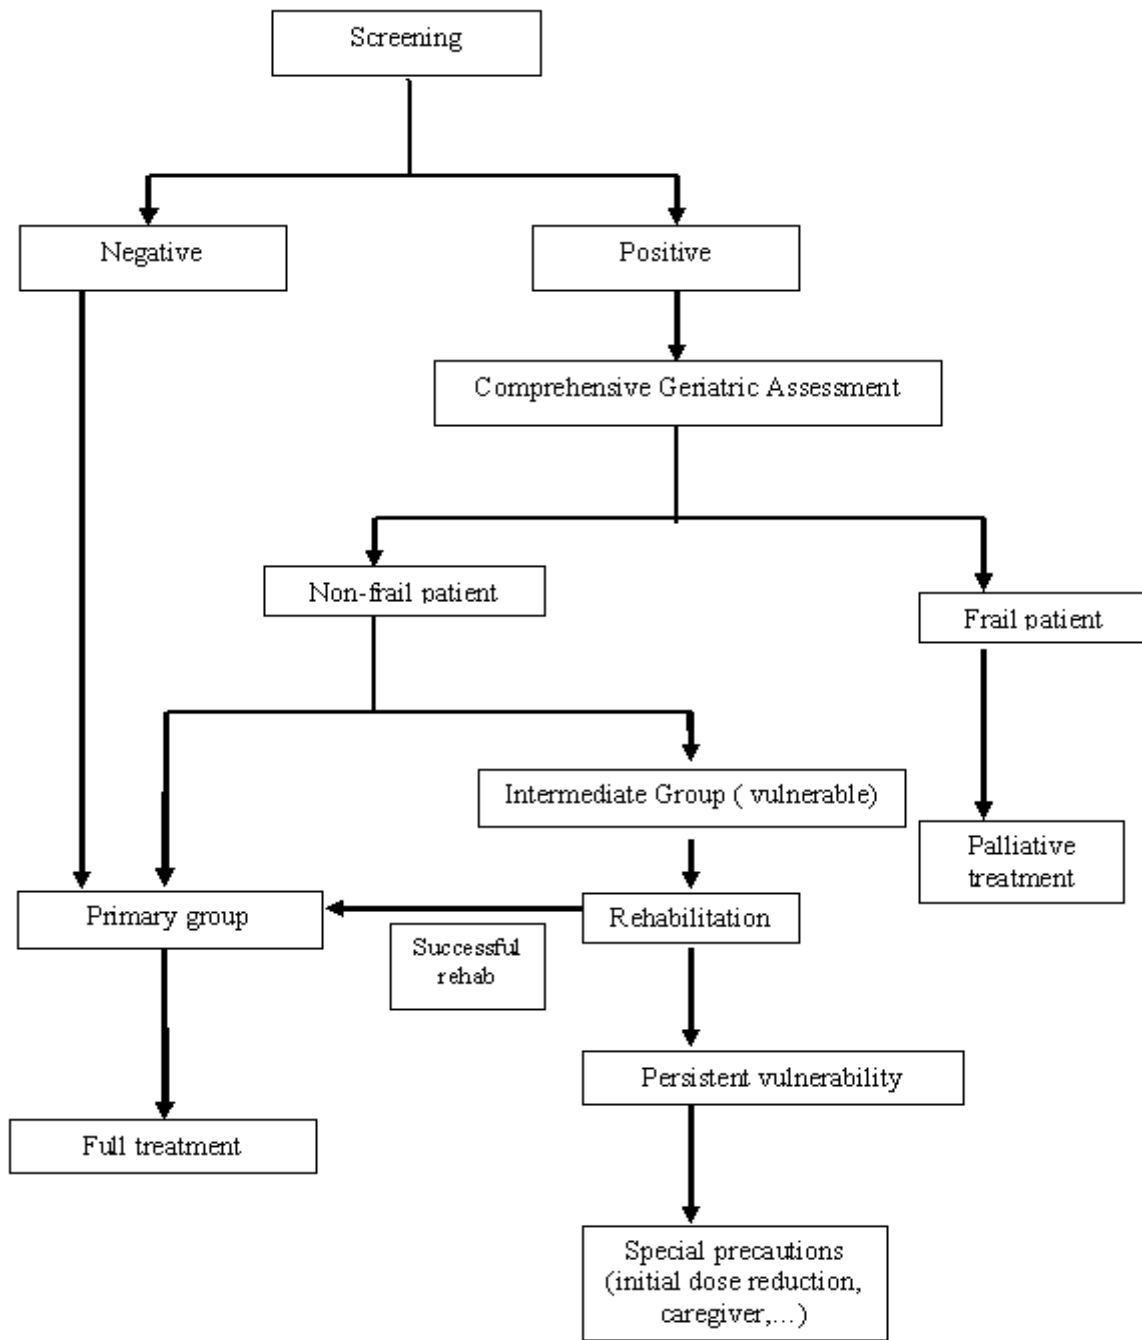 Screening
Negative
Positive
Comprehensive Geriatric Assessment
Non-frail patient
Frail patient
Intermediate Group ( vulnerable)
Palliative
treatment
Primary group
Rehabilitation
Successful
rehab
Persistent vulnerability
Full treatment
Special precautions
(initial dose reduction,
caregiver,...)